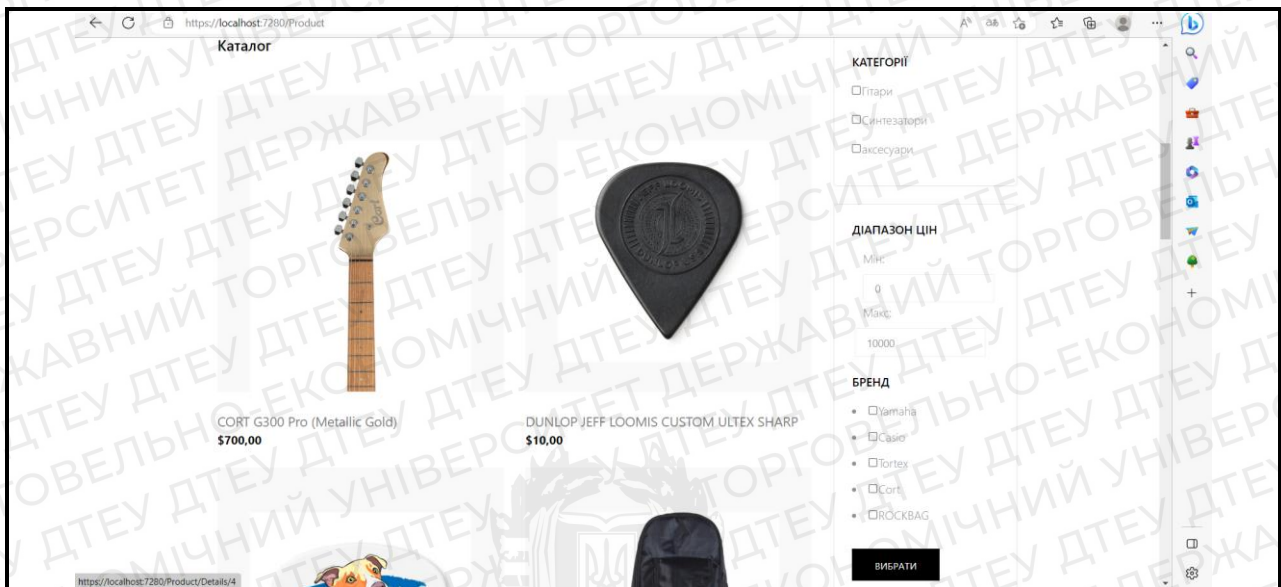 https://localhost:7280/Product
Каталог
CORT G300 Pro (Metallic Gold)
$700,00
DUNLOP JEFF LOOMIS CUSTOM ULTEX SHARP
$10,00
КАТЕГОРІЇ
Гітари
Синтезатори
аксесуари
ДІАПАЗОН ЦІН
Мін:
0
Макс:
10000
БРЕНД
Yamaha
Casio
Tortex
Cort
ROCKBAG
ВИБРАТИ
https://localhost:7280/Product/Details/4